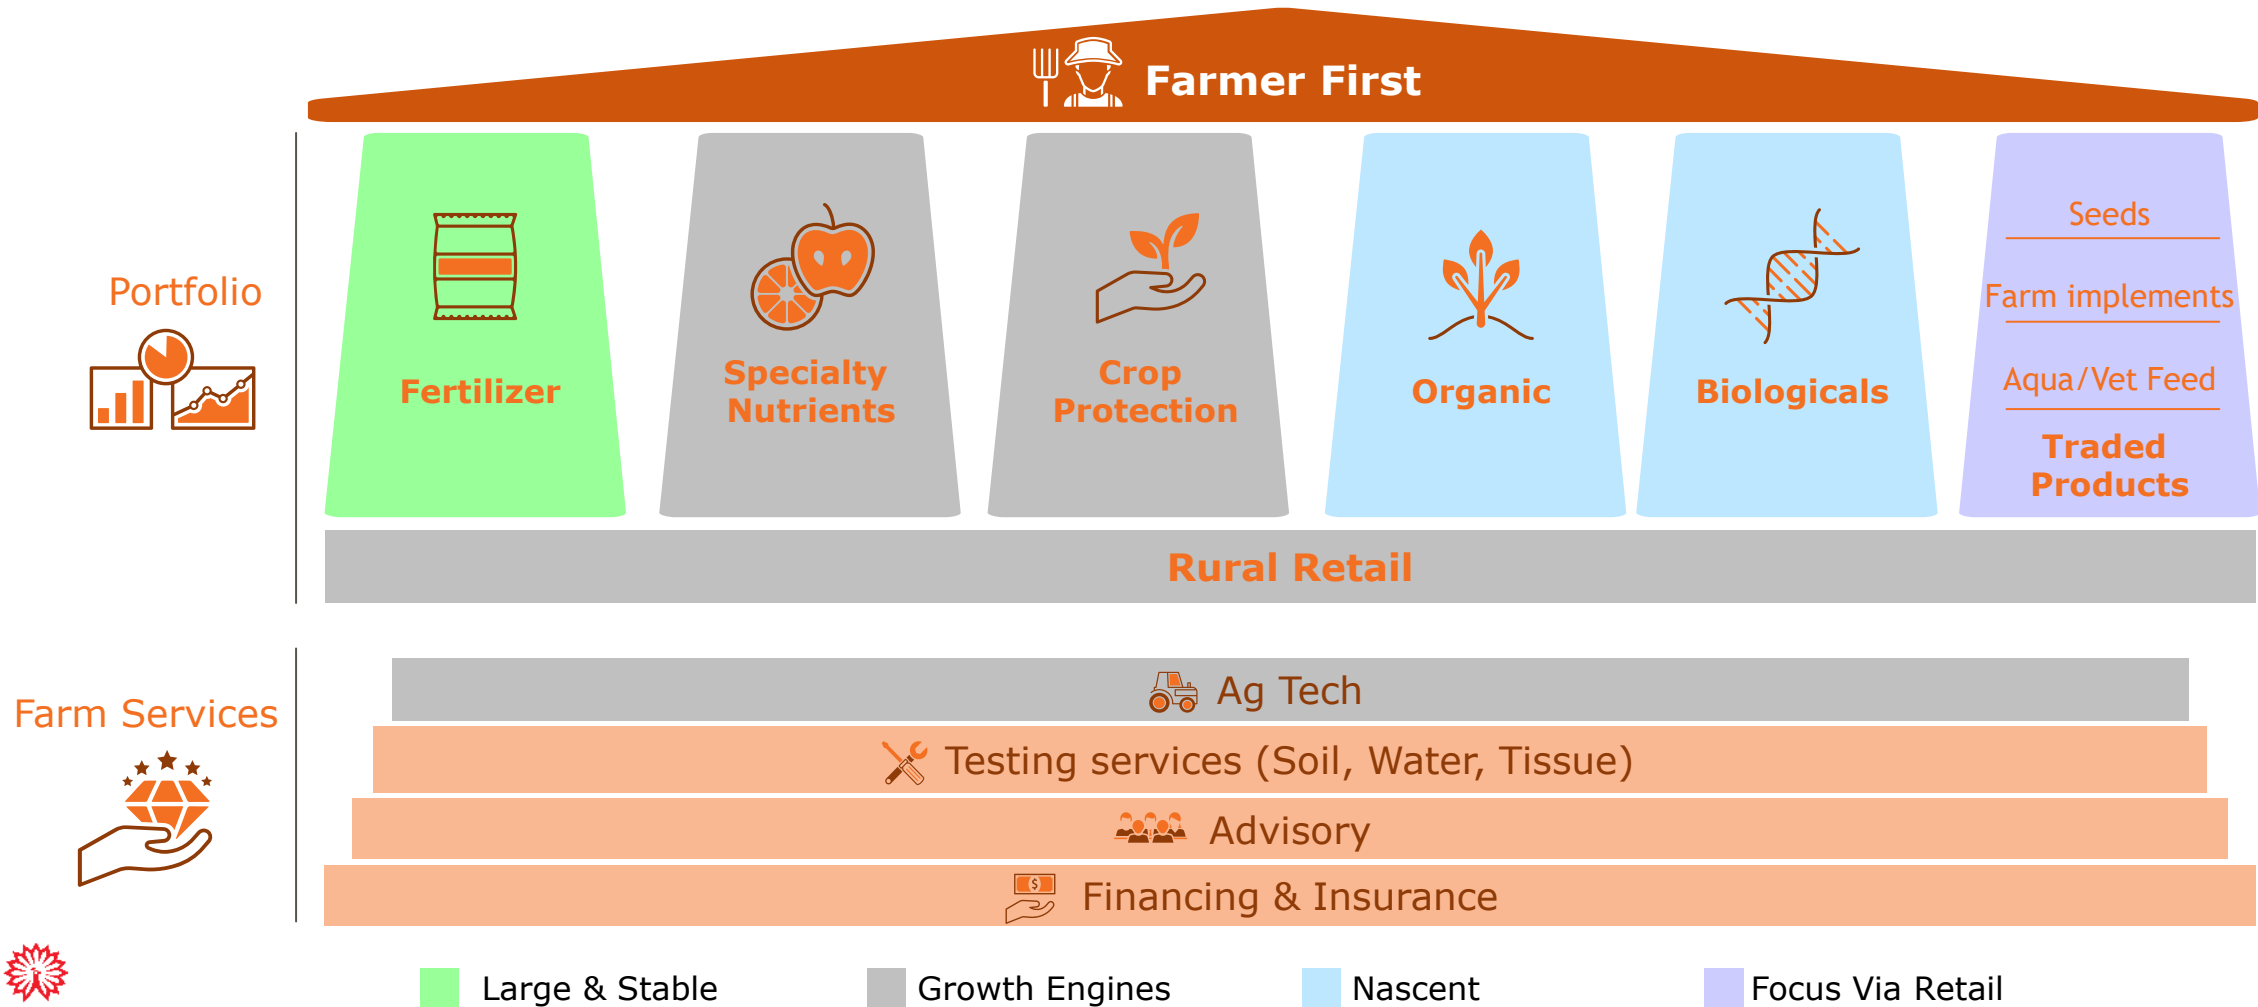 Farmer First
Portfolio
Fertilizer
Specialty
Nutrients
Crop
Protection
Organic
Biologicals
Seeds
Farm implements
Aqua/Vet Feed
Traded
Products
Rural Retail
Farm Services
Ag Tech
Testing services (Soil, Water, Tissue)
Advisory
$
Financing & Insurance
Large & Stable
Growth Engines
Nascent
Focus Via Retail